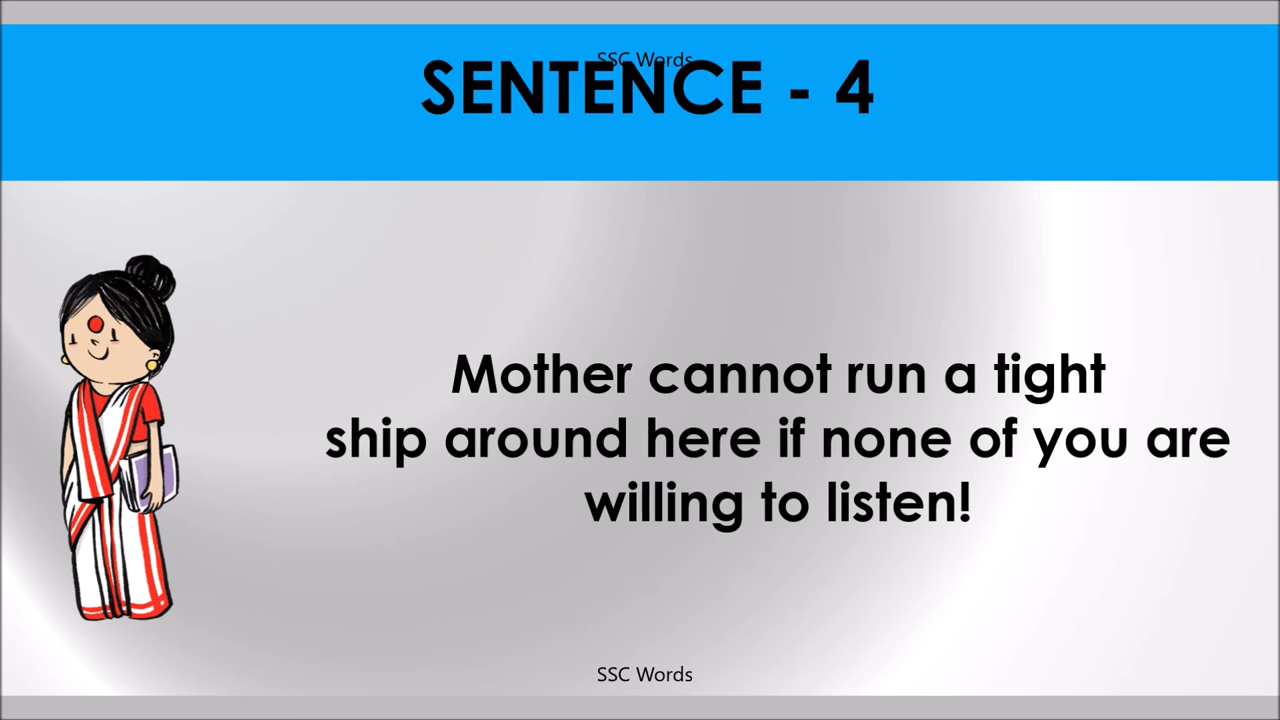 SSC Words
SENTENCE - 4
Mother cannot run a tight
ship around here if none of you are
willing to listen!
SSC Words